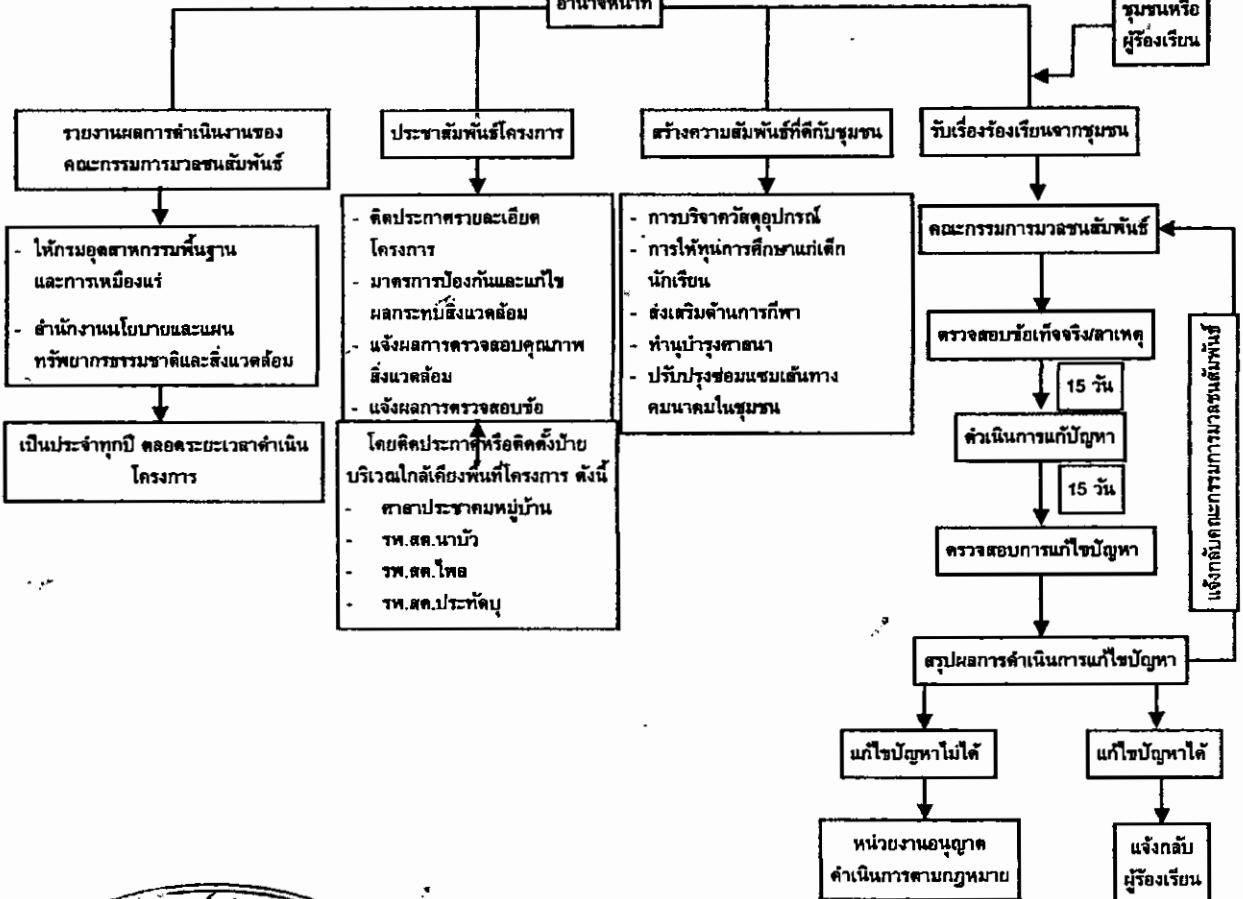 อำนาจหน้าที่
ชุมชนหรือ
ผู้ร้องเรียน
รายงานผลการดำเนินงานของ
คณะกรรมการมวลชนสัมพันธ์
ประชาสัมพันธ์โครงการ
สร้างความสัมพันธ์ที่ดีกับชุมชน
รับเรื่องร้องเรียนจากชุมชน
- ให้กรมอุตสาหกรรมพื้นฐาน
และการเหมืองแร่
- สำนักงานนโยบายและแผน
ทรัพยากรธรรมชาติและสิ่งแวดล้อม
เป็นประจำทุกปี ตลอดระยะเวลาดำเนิน
โครงการ
- ติดประกาศรายละเอียด
โครงการ
- มาตรการป้องกันและแก้ไข
ผลกระทบสิ่งแวดล้อม
- แจ้งผลการตรวจสอบคุณภาพ
สิ่งแวดล้อม
- แจ้งผลการตรวจสอบข้อ
โดยติดประกาศหรือติดตั้งป้าย
บริเวณใกล้เคียงพื้นที่โครงการ ดังนี้
- ศาลาประชาคมหมู่บ้าน
- รพ.สต.นาบัว
- รพ.สต.ไพล
- รพ.สต.ประทัดบุ
- การบริจาควัสดุอุปกรณ์
- การให้ทุนการศึกษาแก่เด็ก
นักเรียน
- ส่งเสริมด้านการกีฬา
- ทำนุบำรุงศาสนา
- ปรับปรุงซ่อมแซมเส้นทาง
คมนาคมในชุมชน
คณะกรรมการมวลชนสัมพันธ์
ตรวจสอบข้อเท็จจริง/สาเหตุ
15 วัน
ดำเนินการแก้ปัญหา
15 วัน
ตรวจสอบการแก้ไขปัญหา
แจ้งกลับคณะกรรมการมวลชนสัมพันธ์
สรุปผลการดำเนินการแก้ไขปัญหา
แก้ไขปัญหาไม่ได้
แก้ไขปัญหาได้
หน่วยงานอนุญาต
ดำเนินการตามกฎหมาย
แจ้งกลับ
ผู้ร้องเรียน